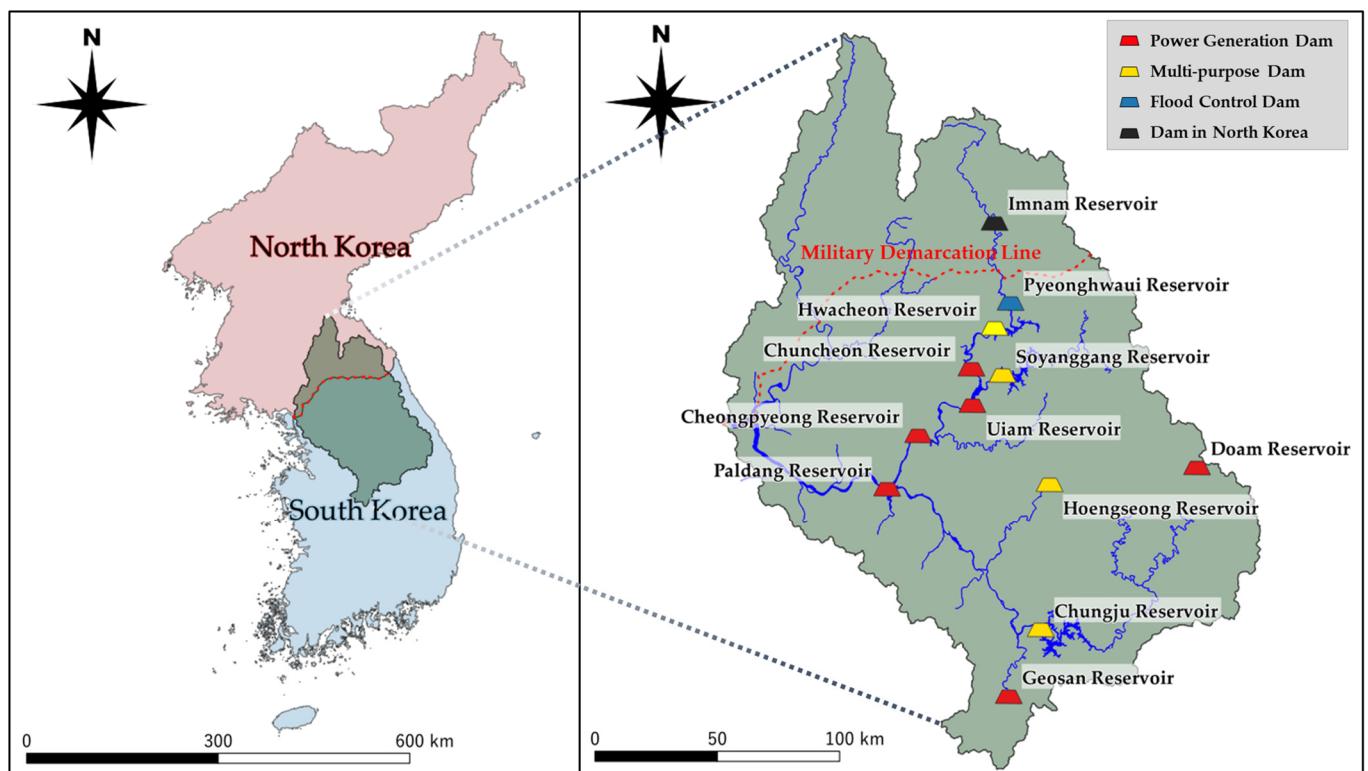 N
North Korea
South Korea
0 300 600 km
N
Power Generation Dam
Multi-purpose Dam
Flood Control Dam
Dam in North Korea
Imnam Reservoir
Military Demarcation Line
Pyeonghwaui Reservoir
Hwacheon Reservoir
Chuncheon Reservoir
Soyanggang Reservoir
Cheongpyeong Reservoir
Uiam Reservoir
Doam Reservoir
Paldang Reservoir
Hoengseong Reservoir
Chungju Reservoir
Geosan Reservoir
0 50 100 km